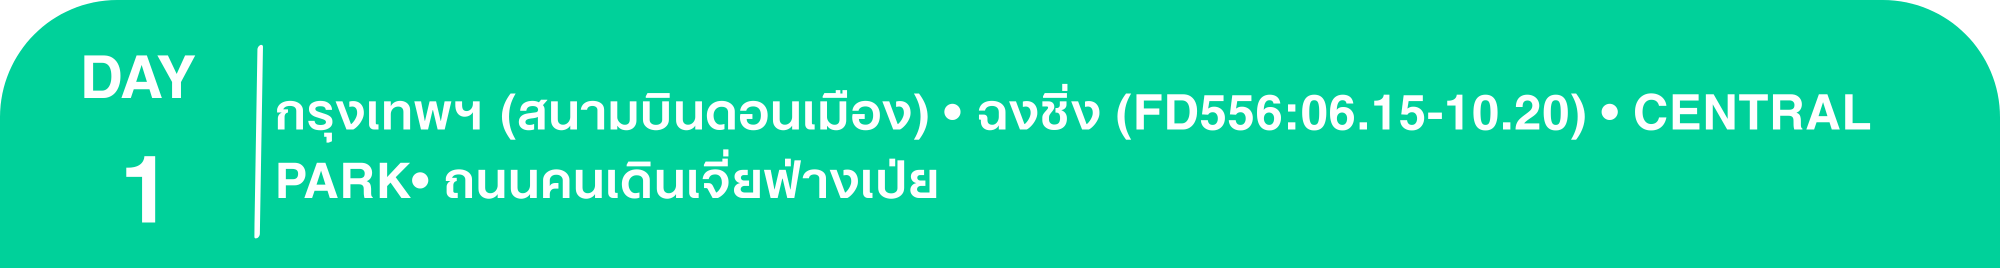 DAY
1
กรุงเทพฯ (สนามบินดอนเมือง) • ฉงชิ่ง (FD556:06.15-10.20) • CENTRAL
PARK• ถนนคนเดินเจี่ยฟ่างเป่ย